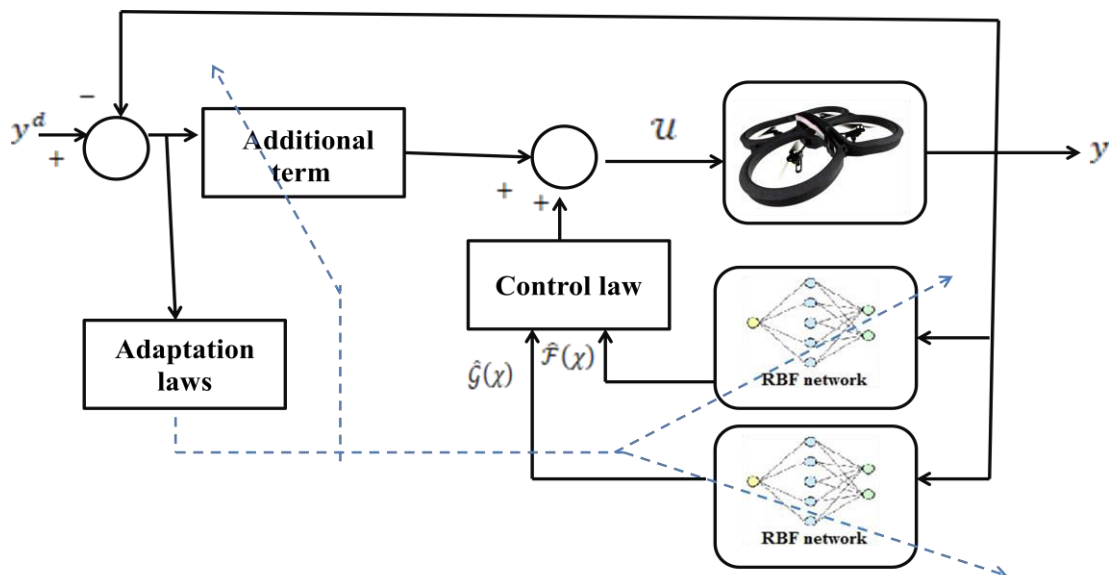 −
y^d
+
Additional
term
+
+
𝒰
y
Control law
Adaptation
laws
𝒢̂(χ)
ℱ̂(χ)
RBF network
RBF network